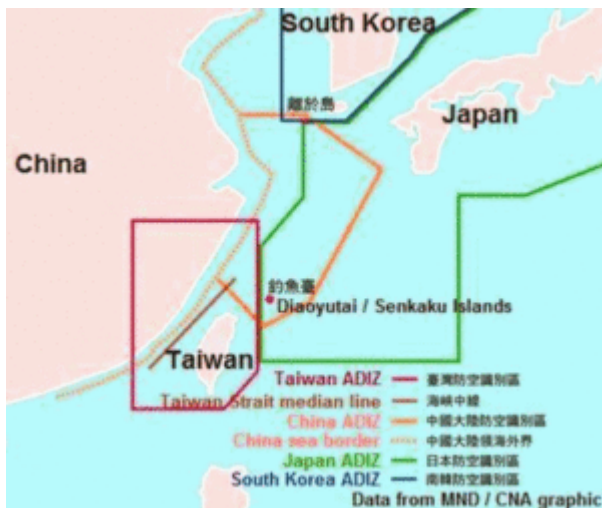 South Korea
離於島
Japan
China
釣魚臺
Diaoyutai / Senkaku Islands
Taiwan
Taiwan ADIZ 臺灣防空識別區
Taiwan Strait median line 海峽中線
China ADIZ 中國大陸防空識別區
China sea border 中國大陸領海外界
Japan ADIZ 日本防空識別區
South Korea ADIZ 南韓防空識別區
Data from MND / CNA graphic